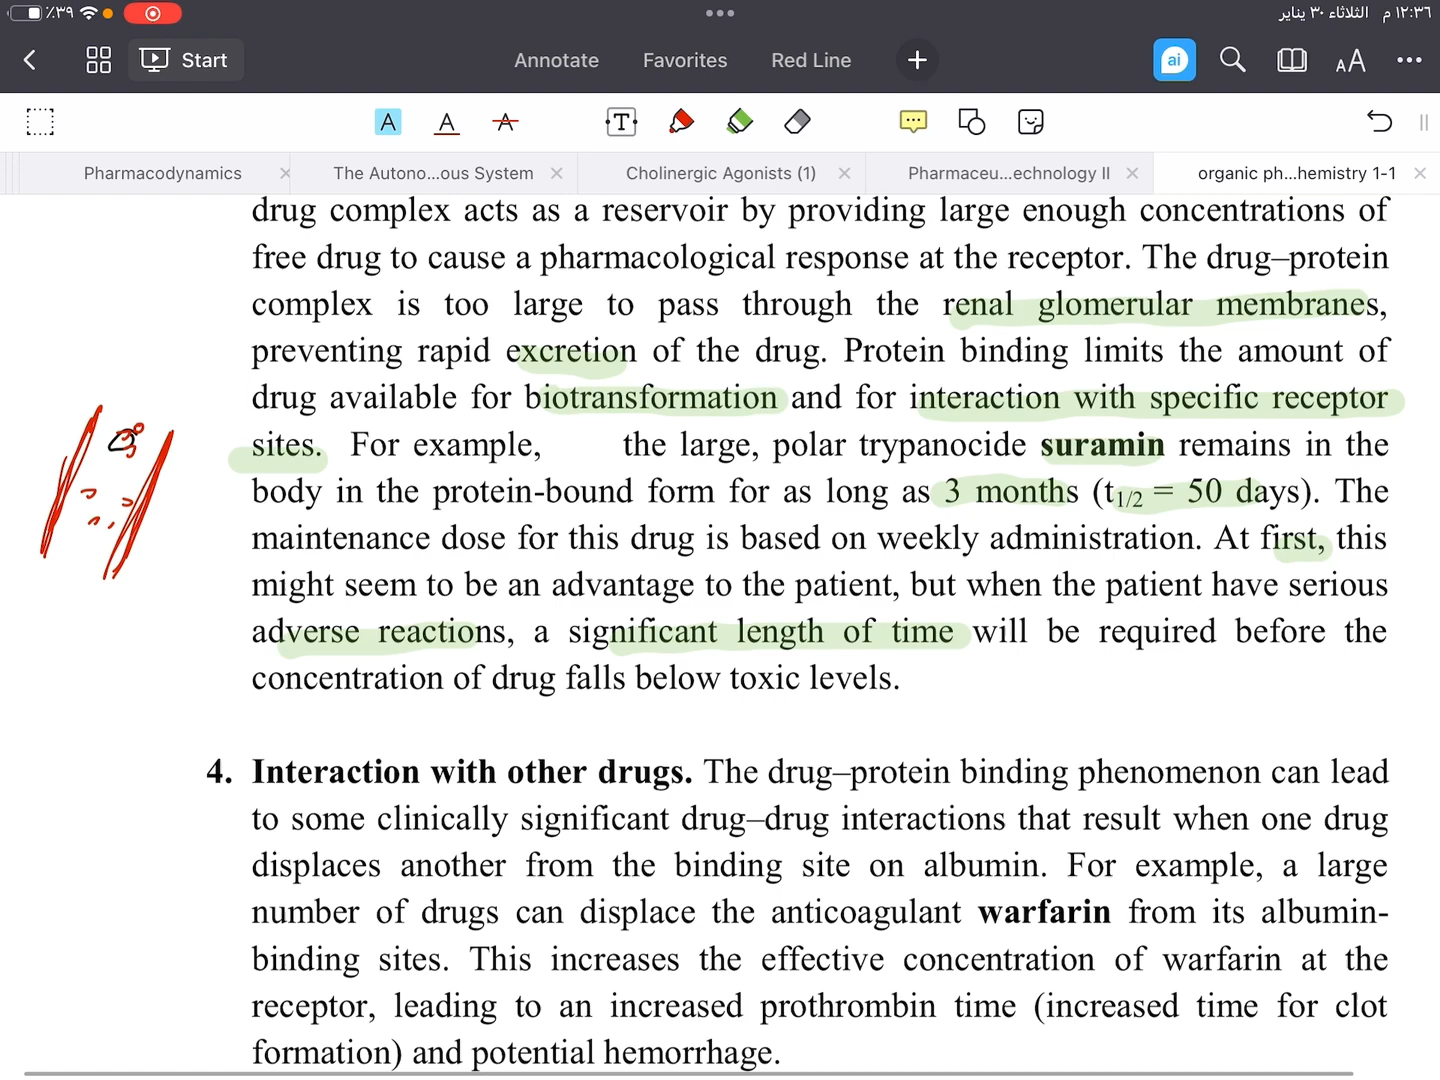 ٪٣٩
١٢:٣٦ م الثلاثاء ٣٠ يناير
Start
Annotate Favorites Red Line
ai
AA
Pharmacodynamics The Autono...ous System Cholinergic Agonists (1) Pharmaceu...echnology II organic ph...hemistry 1-1
drug complex acts as a reservoir by providing large enough concentrations of
free drug to cause a pharmacological response at the receptor. The drug–protein
complex is too large to pass through the renal glomerular membranes,
preventing rapid excretion of the drug. Protein binding limits the amount of
drug available for biotransformation and for interaction with specific receptor
sites. For example, the large, polar trypanocide suramin remains in the
body in the protein-bound form for as long as 3 months (t1/2 = 50 days). The
maintenance dose for this drug is based on weekly administration. At first, this
might seem to be an advantage to the patient, but when the patient have serious
adverse reactions, a significant length of time will be required before the
concentration of drug falls below toxic levels.
4. Interaction with other drugs. The drug–protein binding phenomenon can lead
to some clinically significant drug–drug interactions that result when one drug
displaces another from the binding site on albumin. For example, a large
number of drugs can displace the anticoagulant warfarin from its albumin-
binding sites. This increases the effective concentration of warfarin at the
receptor, leading to an increased prothrombin time (increased time for clot
formation) and potential hemorrhage.